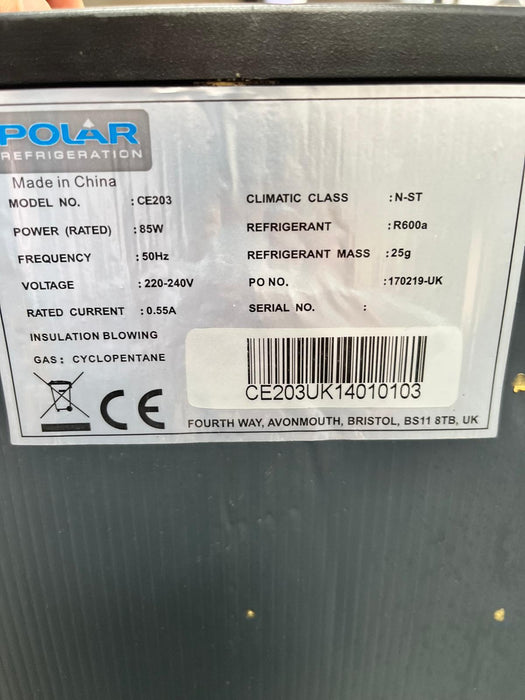 POLAR
REFRIGERATION
Made in China
MODEL NO. : CE203
POWER (RATED) : 85W
FREQUENCY : 50Hz
VOLTAGE : 220-240V
RATED CURRENT : 0.55A
INSULATION BLOWING
GAS: CYCLOPENTANE
CLIMATIC CLASS : N-ST
REFRIGERANT : R600a
REFRIGERANT MASS : 25g
PO NO. : 170219-UK
SERIAL NO. :
CE203UK14010103
CE
FOURTH WAY, AVONMOUTH, BRISTOL, BS11 8TB, UK